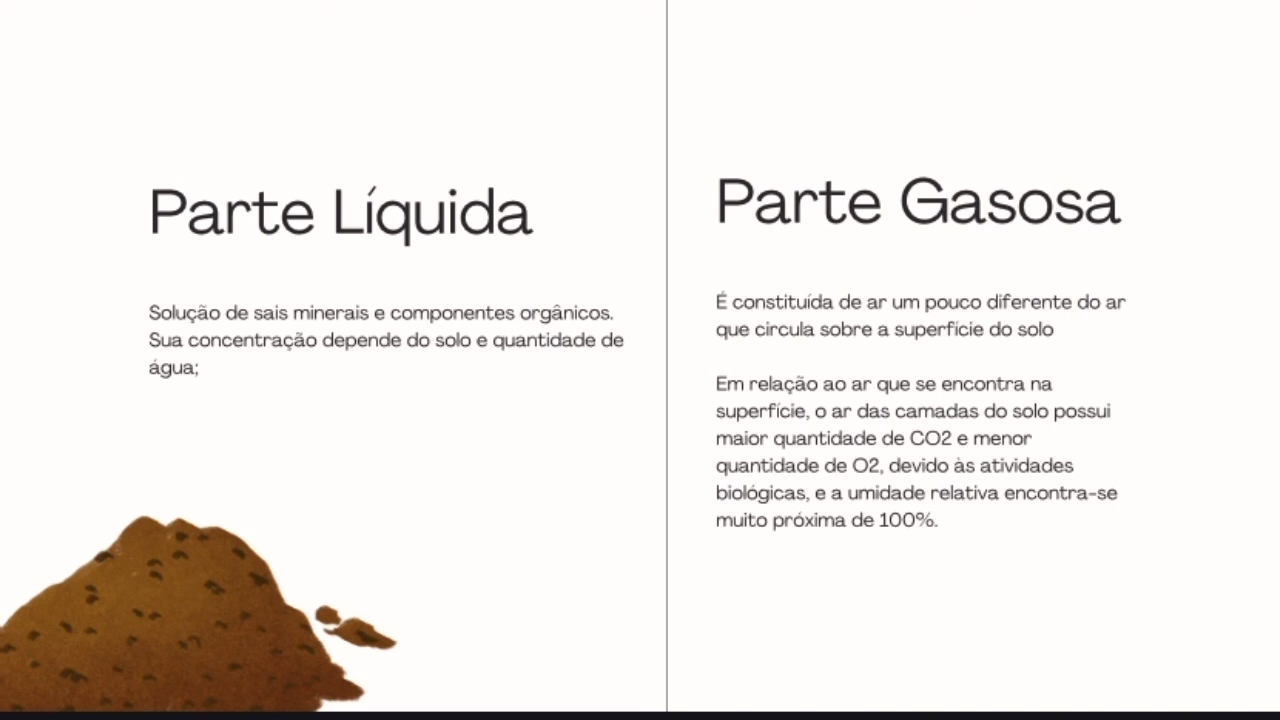 Parte Líquida
Solução de sais minerais e componentes orgânicos.
Sua concentração depende do solo e quantidade de
água;
Parte Gasosa
É constituída de ar um pouco diferente do ar
que circula sobre a superfície do solo
Em relação ao ar que se encontra na
superfície, o ar das camadas do solo possui
maior quantidade de CO2 e menor
quantidade de O2, devido às atividades
biológicas, e a umidade relativa encontra-se
muito próxima de 100%.